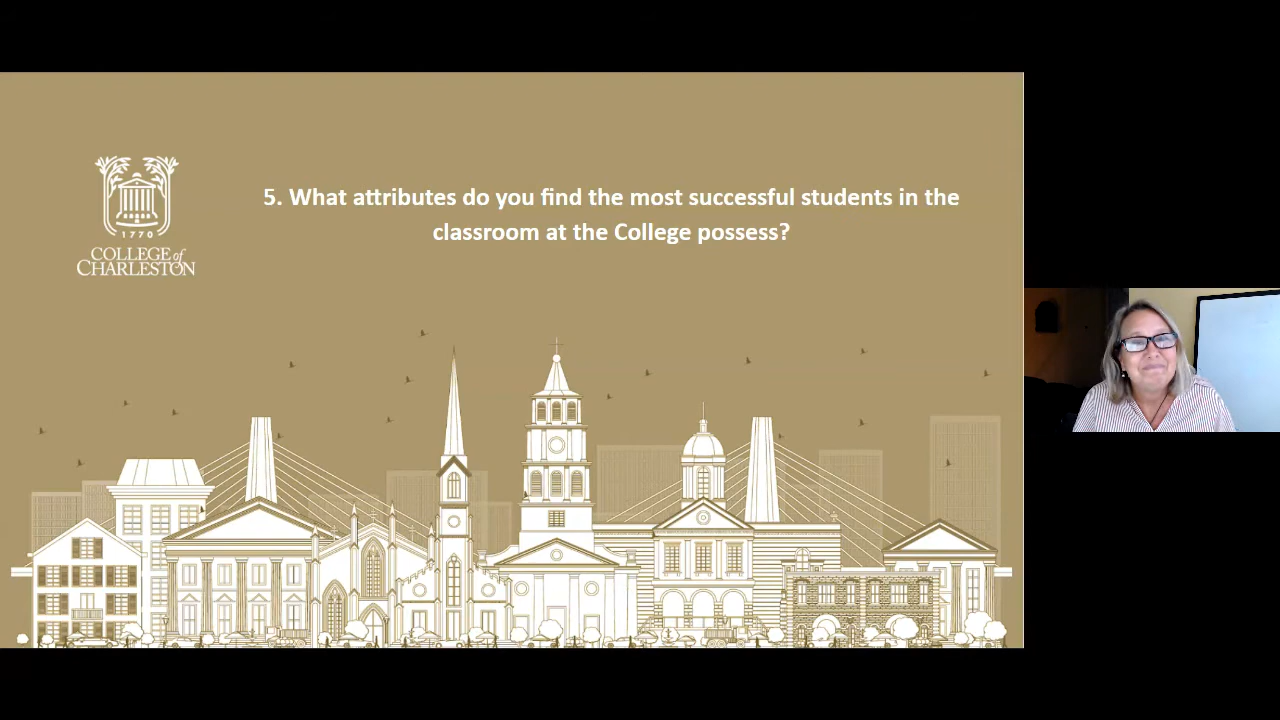 5. What attributes do you find the most successful students in the
classroom at the College possess?
1770
COLLEGE of
CHARLESTON